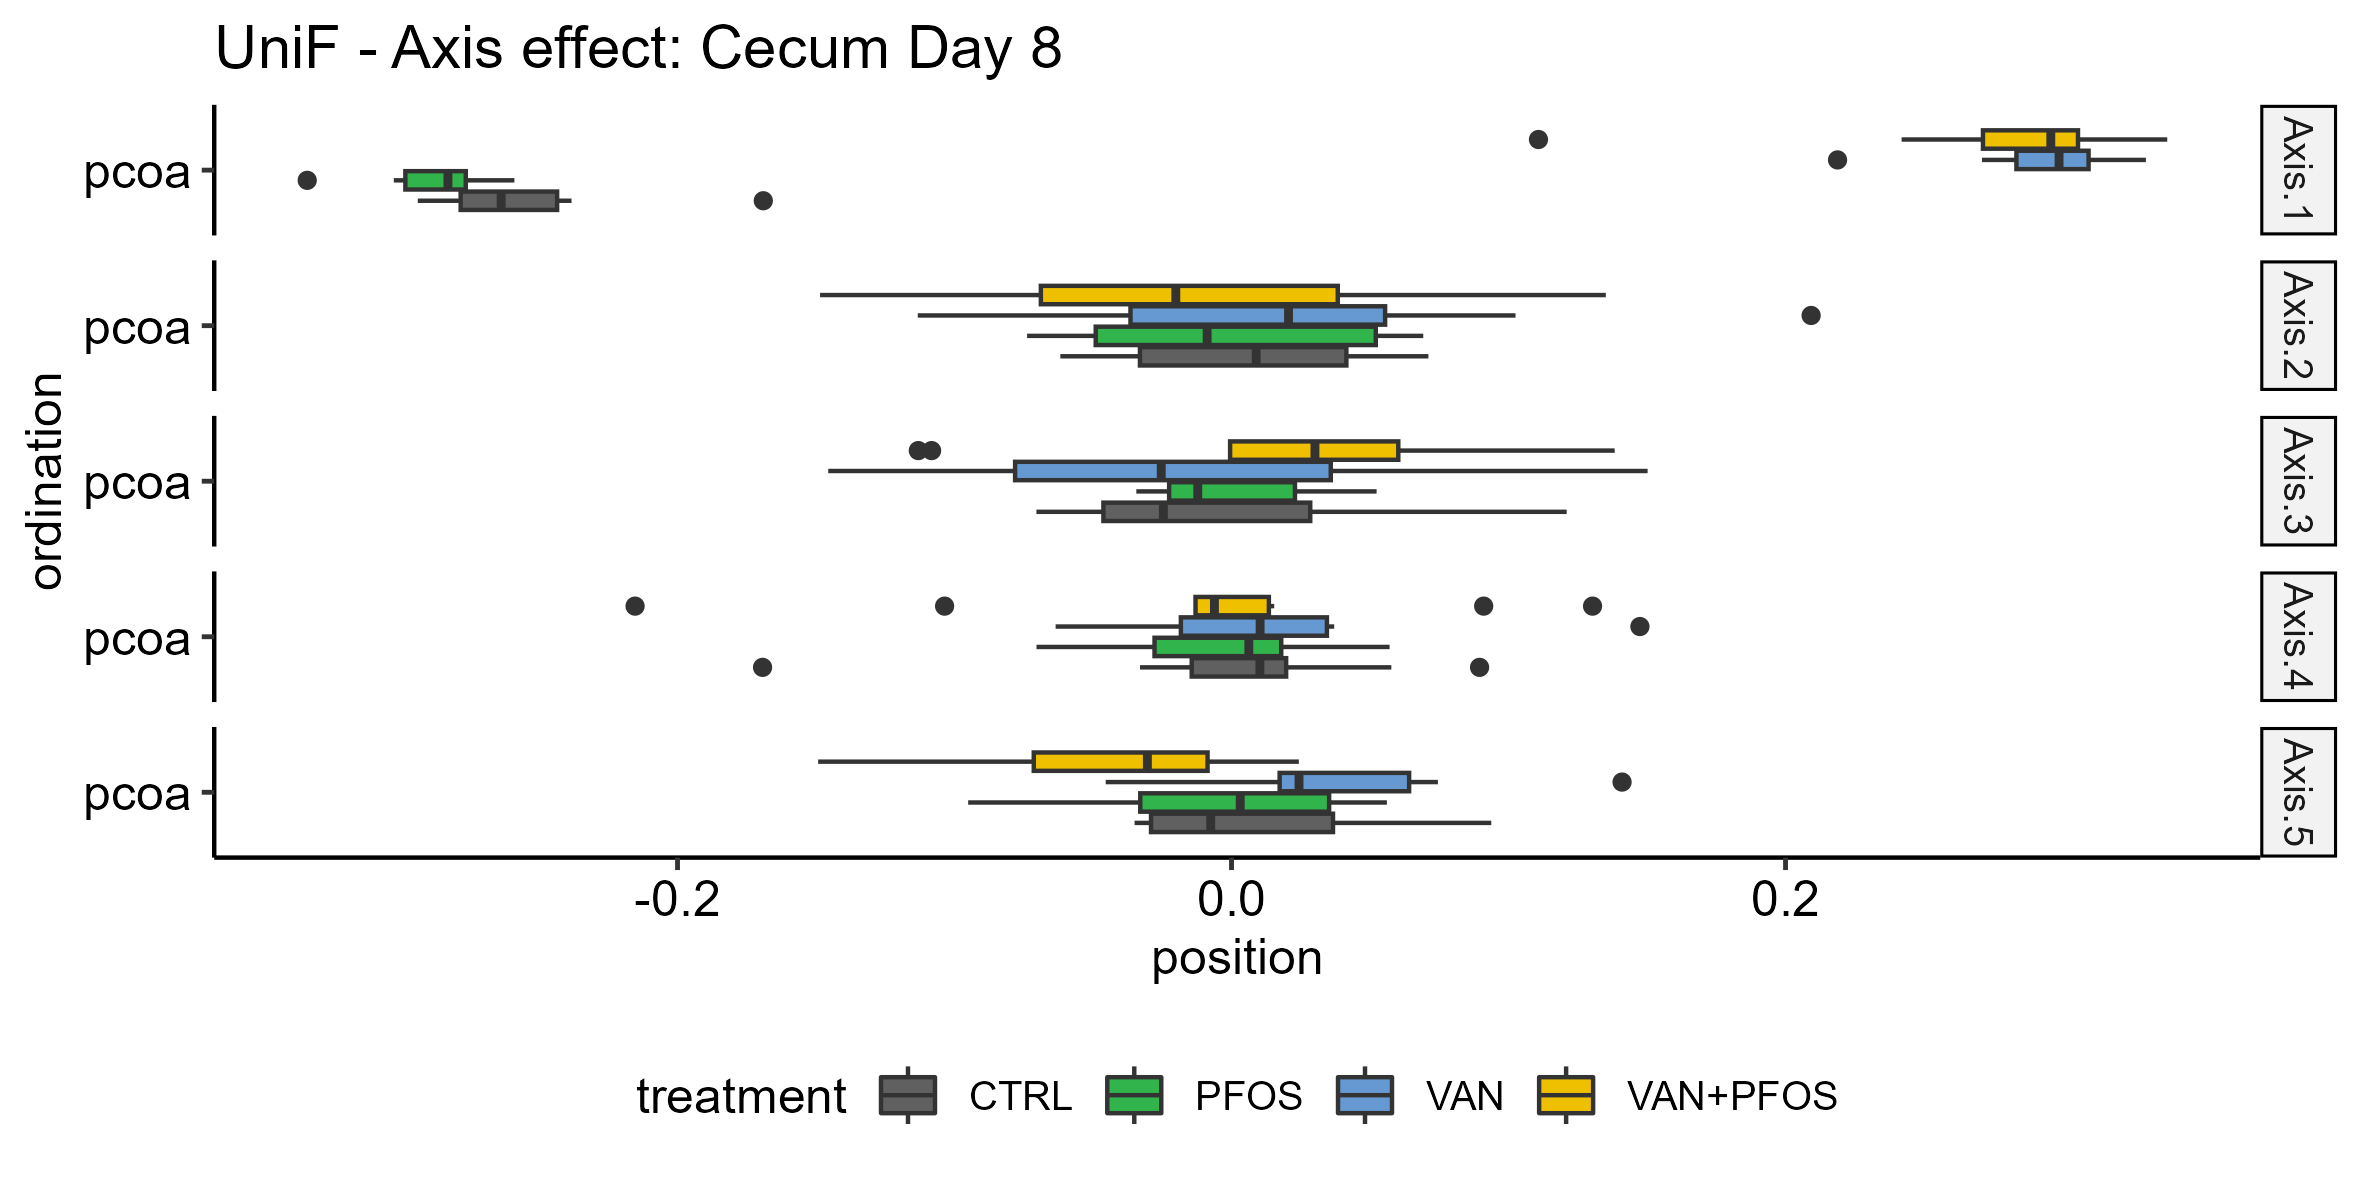 UniF - Axis effect: Cecum Day 8
ordination
pcoa
Axis.1
pcoa
Axis.2
pcoa
Axis.3
pcoa
Axis.4
pcoa
Axis.5
-0.2 0.0 0.2
position
treatment CTRL PFOS VAN VAN+PFOS